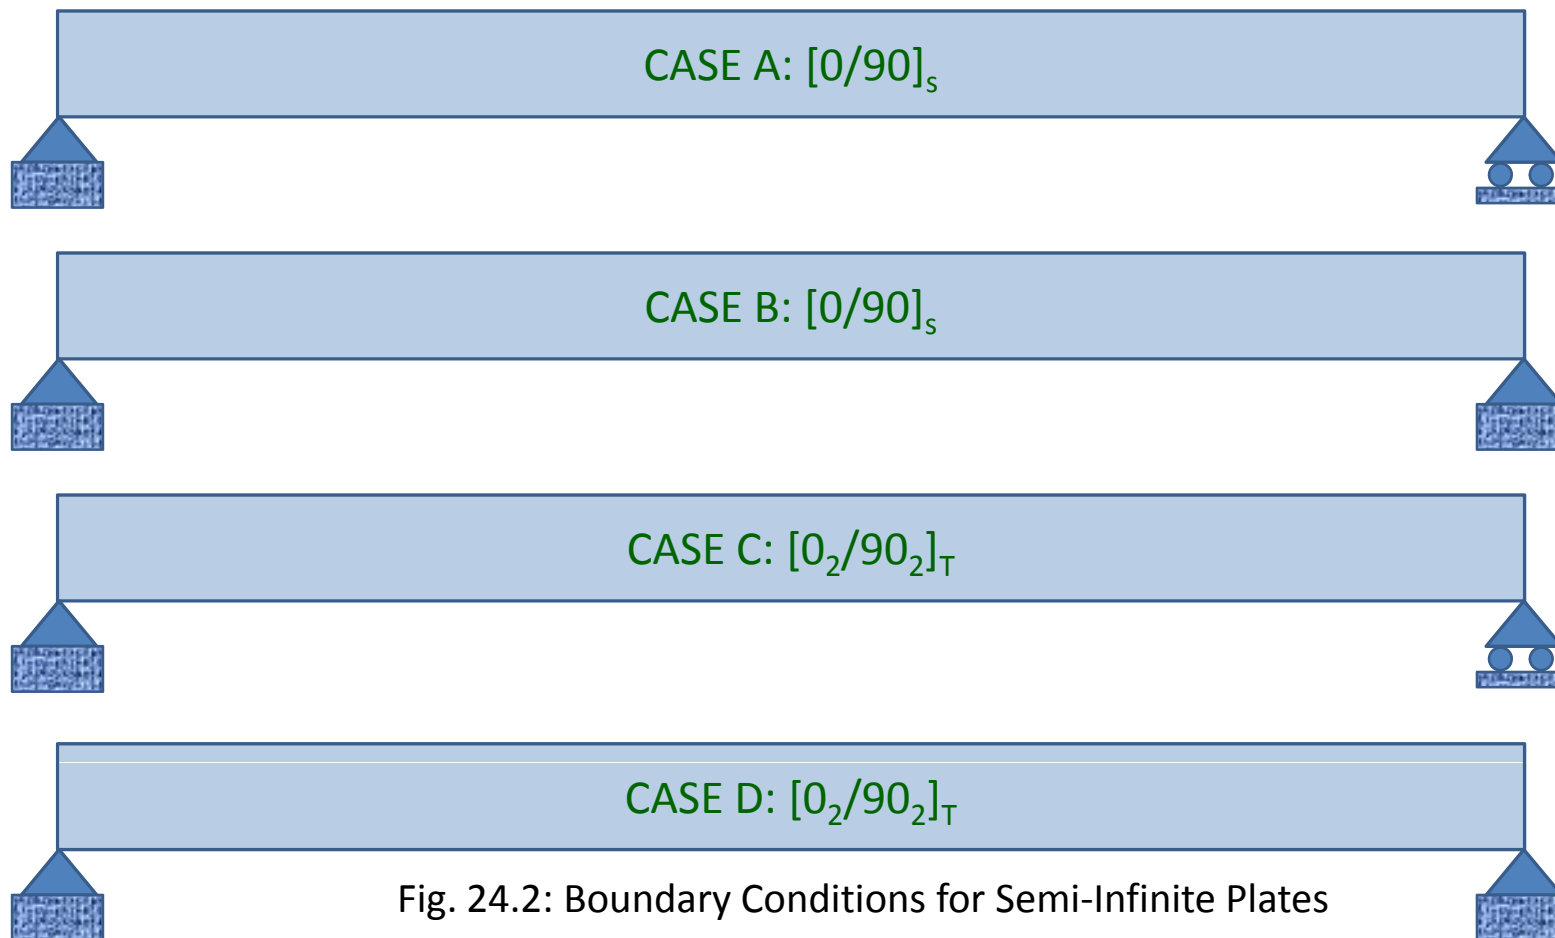 CASE A: [0/90]s
CASE B: [0/90]s
CASE C: [02/902]T
CASE D: [02/902]T
Fig. 24.2: Boundary Conditions for Semi-Infinite Plates